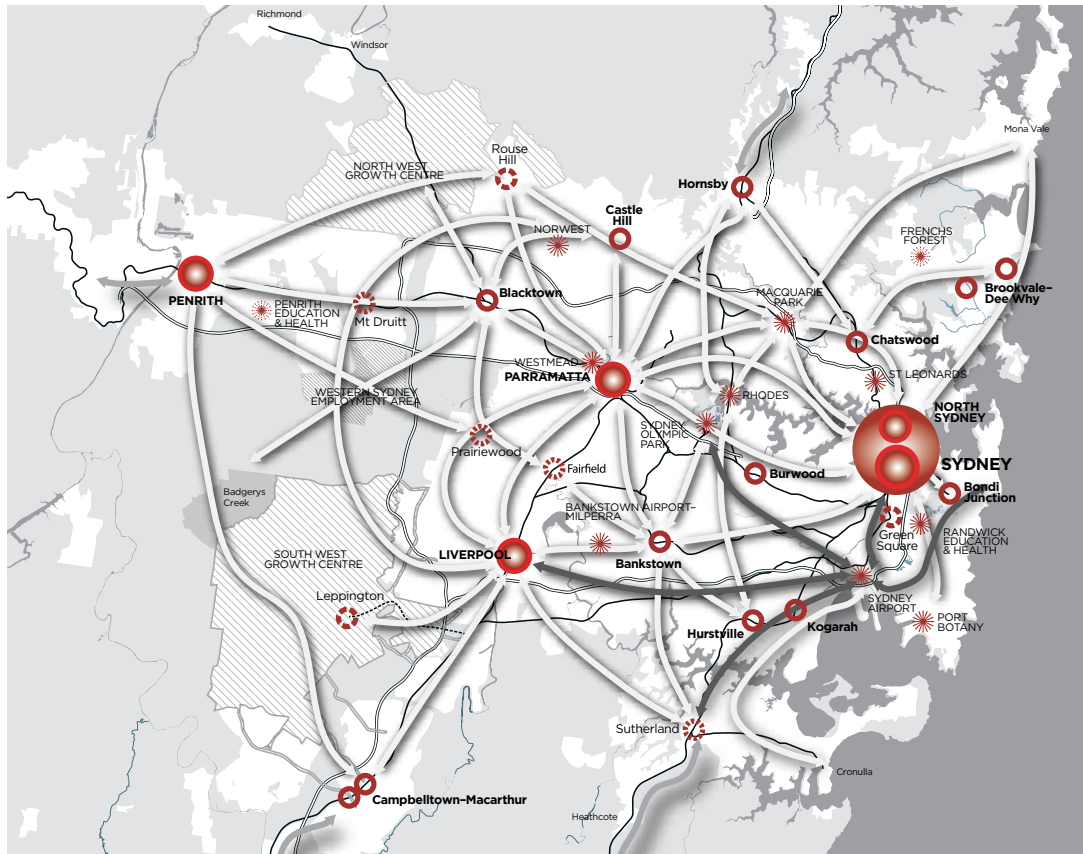 Richmond
Windsor
Mona Vale
Rouse
Hill
NORTH WEST
GROWTH CENTRE
Hornsby
Castle
Hill
NORWEST
FRENCHS
FOREST
PENRITH
Brookvale–
Dee Why
MACQUARIE
PARK
Blacktown
PENRITH
EDUCATION
& HEALTH
Mt Druitt
Chatswood
WESTMEAD
PARRAMATTA
ST LEONARDS
WESTERN SYDNEY
EMPLOYMENT AREA
RHODES
NORTH
SYDNEY
SYDNEY
OLYMPIC
PARK
Prairiewood
Fairfield
Burwood
SYDNEY
Bondi
Junction
Badgerys
Creek
BANKSTOWN AIRPORT–
MILPERRA
Green
Square
RANDWICK
EDUCATION
& HEALTH
LIVERPOOL
Bankstown
SOUTH WEST
GROWTH CENTRE
Leppington
SYDNEY
AIRPORT
PORT
BOTANY
Hurstville
Kogarah
Sutherland
Cronulla
Campbelltown–Macarthur
Heathcote